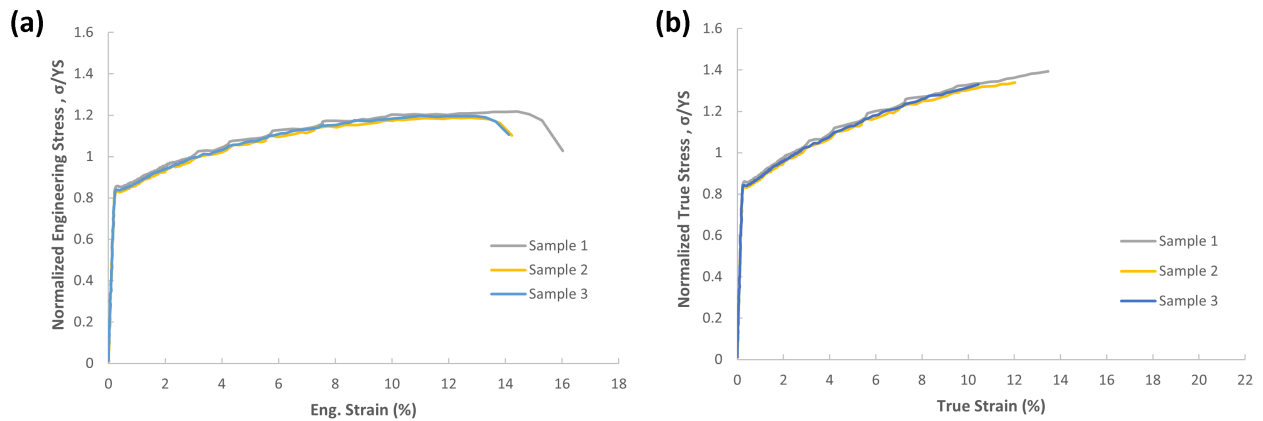 (a)
Normalized Engineering Stress , σ/YS
1.6
1.4
1.2
1
0.8
0.6
0.4
0.2
0
0 2 4 6 8 10 12 14 16 18
Eng. Strain (%)
Sample 1
Sample 2
Sample 3
(b)
Normalized True Stress , σ/YS
1.6
1.4
1.2
1
0.8
0.6
0.4
0.2
0
0 2 4 6 8 10 12 14 16 18 20 22
True Strain (%)
Sample 1
Sample 2
Sample 3